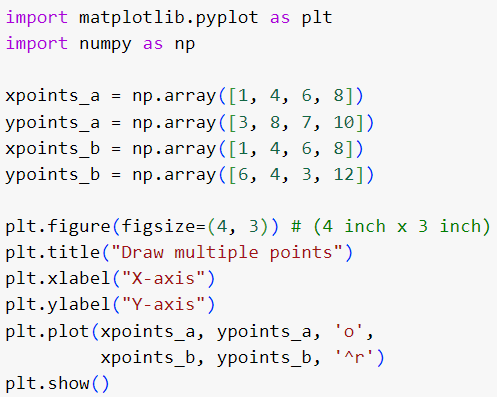 import matplotlib.pyplot as plt
import numpy as np

xpoints_a = np.array([1, 4, 6, 8])
ypoints_a = np.array([3, 8, 7, 10])
xpoints_b = np.array([1, 4, 6, 8])
ypoints_b = np.array([6, 4, 3, 12])

plt.figure(figsize=(4, 3)) # (4 inch x 3 inch)
plt.title("Draw multiple points")
plt.xlabel("X-axis")
plt.ylabel("Y-axis")
plt.plot(xpoints_a, ypoints_a, 'o',
         xpoints_b, ypoints_b, '^r')
plt.show()